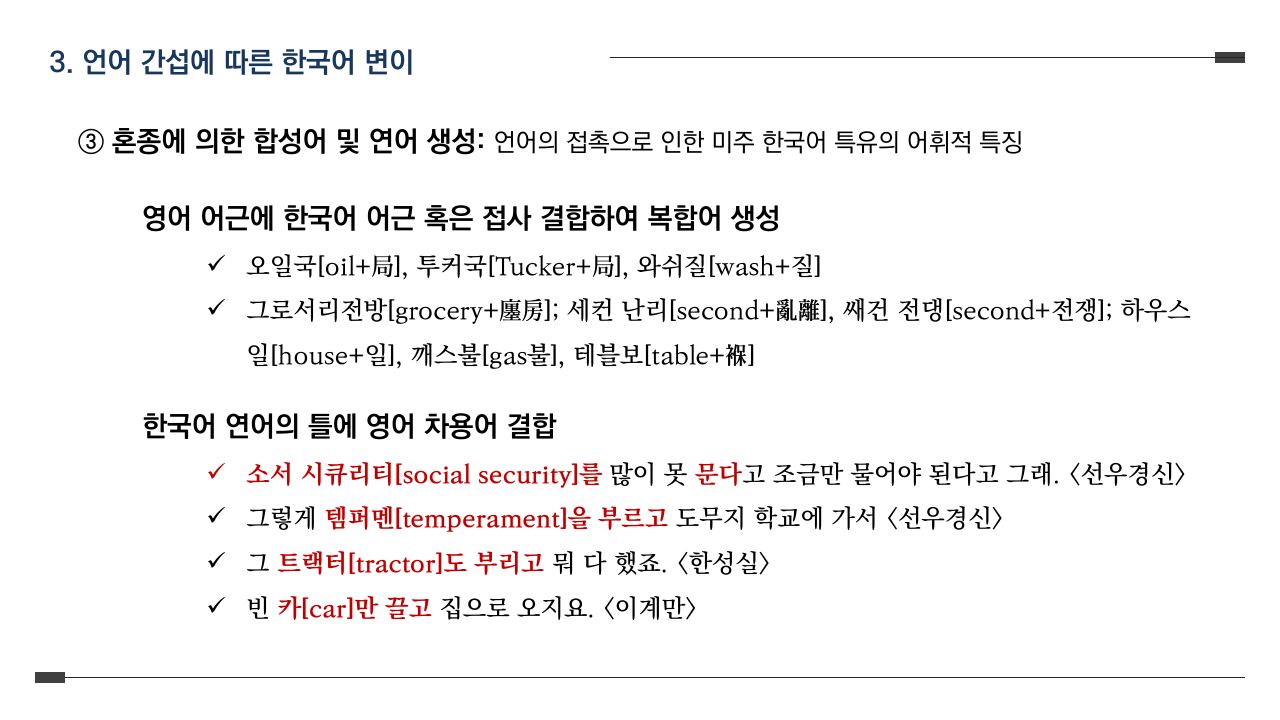 3. 언어 간섭에 따른 한국어 변이
③ 혼종에 의한 합성어 및 연어 생성: 언어의 접촉으로 인한 미주 한국어 특유의 어휘적 특징
영어 어근에 한국어 어근 혹은 접사 결합하여 복합어 생성
✓ 오일국[oil+局], 투커국[Tucker+局], 와쉬질[wash+질]
✓ 그로서리전방[grocery+廛房]; 세컨 난리[second+亂離], 쌔건 전댕[second+전쟁]; 하우스
일[house+일], 깨스불[gas불], 테블보[table+褓]
한국어 연어의 틀에 영어 차용어 결합
✓ 소서 시큐리티[social security]를 많이 못 문다고 조금만 물어야 된다고 그래. 〈선우경신〉
✓ 그렇게 템퍼멘[temperament]을 부르고 도무지 학교에 가서 〈선우경신〉
✓ 그 트랙터[tractor]도 부리고 뭐 다 했죠. 〈한성실〉
✓ 빈 카[car]만 끌고 집으로 오지요. 〈이계만〉